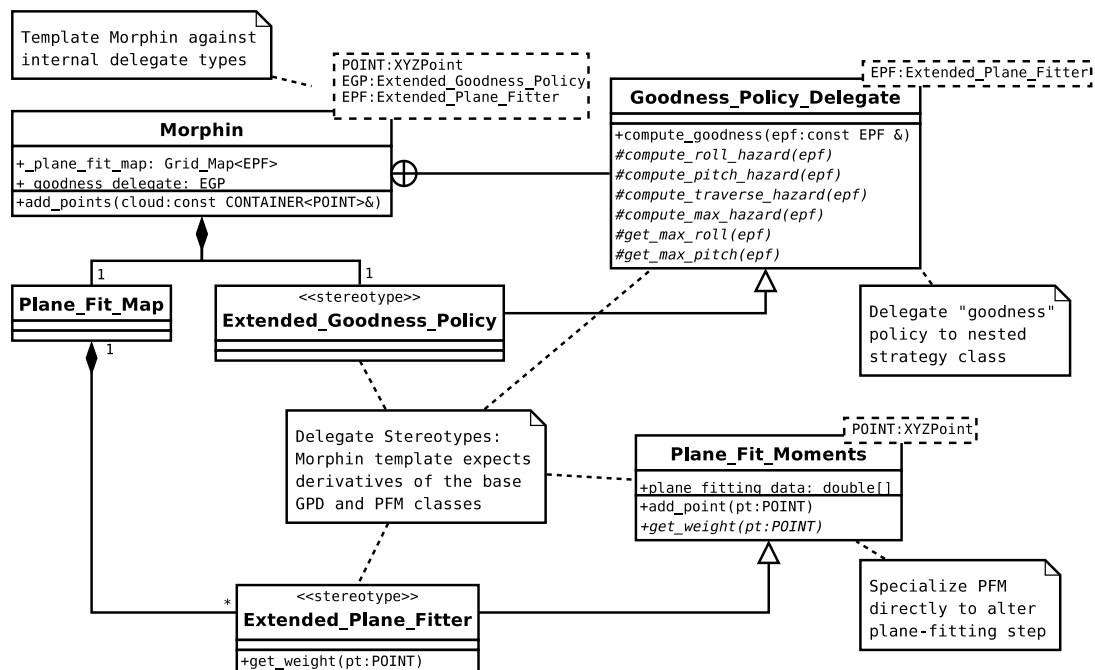 Template Morphin against
internal delegate types
POINT:XYZPoint
EGP:Extended_Goodness_Policy
EPF:Extended_Plane_Fitter
Morphin
+_plane_fit_map: Grid_Map<EPF>
+_goodness_delegate: EGP
+add_points(cloud:const CONTAINER<POINT>&)
EPF:Extended_Plane_Fitter
Goodness_Policy_Delegate
+compute_goodness(epf:const EPF &)
#compute_roll_hazard(epf)
#compute_pitch_hazard(epf)
#compute_traverse_hazard(epf)
#compute_max_hazard(epf)
#get_max_roll(epf)
#get_max_pitch(epf)
1
1
Plane_Fit_Map
1
<<stereotype>>
Extended_Goodness_Policy
Delegate "goodness"
policy to nested
strategy class
Delegate Stereotypes:
Morphin template expects
derivatives of the base
GPD and PFM classes
POINT:XYZPoint
Plane_Fit_Moments
+plane_fitting_data: double[]
+add_point(pt:POINT)
+get_weight(pt:POINT)
Specialize PFM
directly to alter
plane-fitting step
*
<<stereotype>>
Extended_Plane_Fitter
+get_weight(pt:POINT)